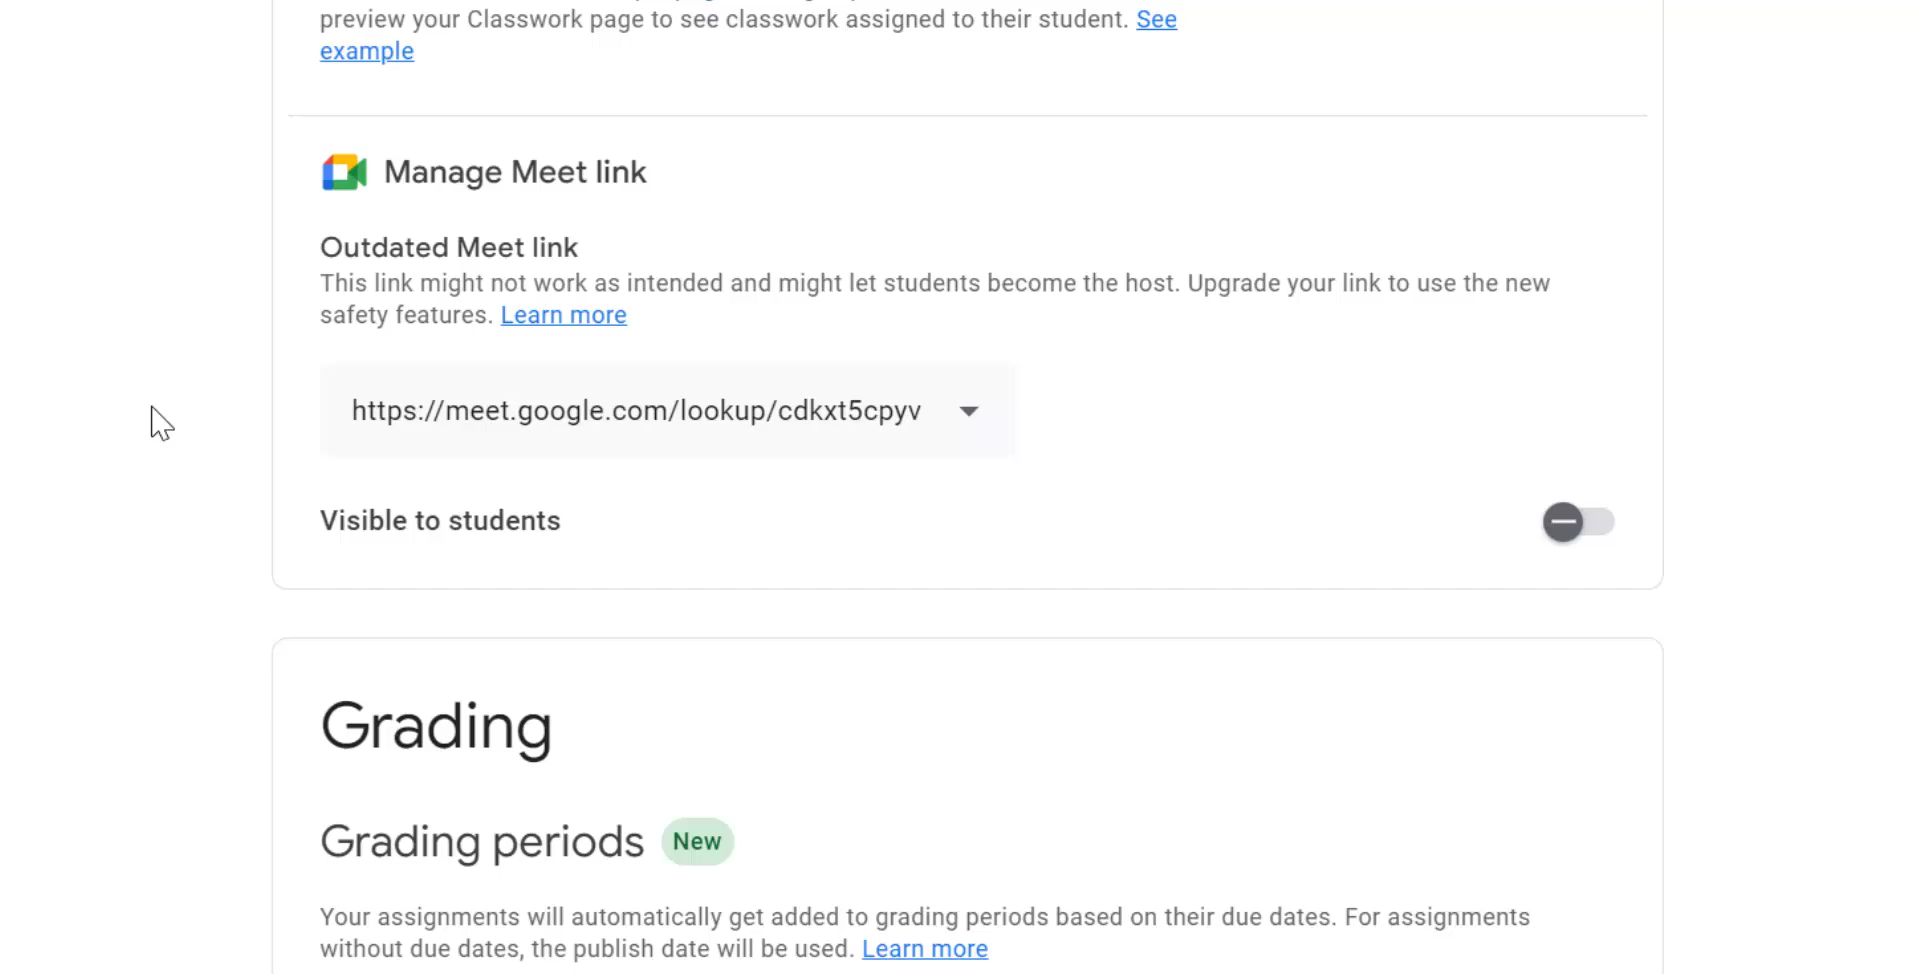 preview your Classwork page to see classwork assigned to their student. See
example
Manage Meet link
Outdated Meet link
This link might not work as intended and might let students become the host. Upgrade your link to use the new
safety features. Learn more
https://meet.google.com/lookup/cdkxt5cpyv
Visible to students
Grading
Grading periods New
Your assignments will automatically get added to grading periods based on their due dates. For assignments
without due dates, the publish date will be used. Learn more